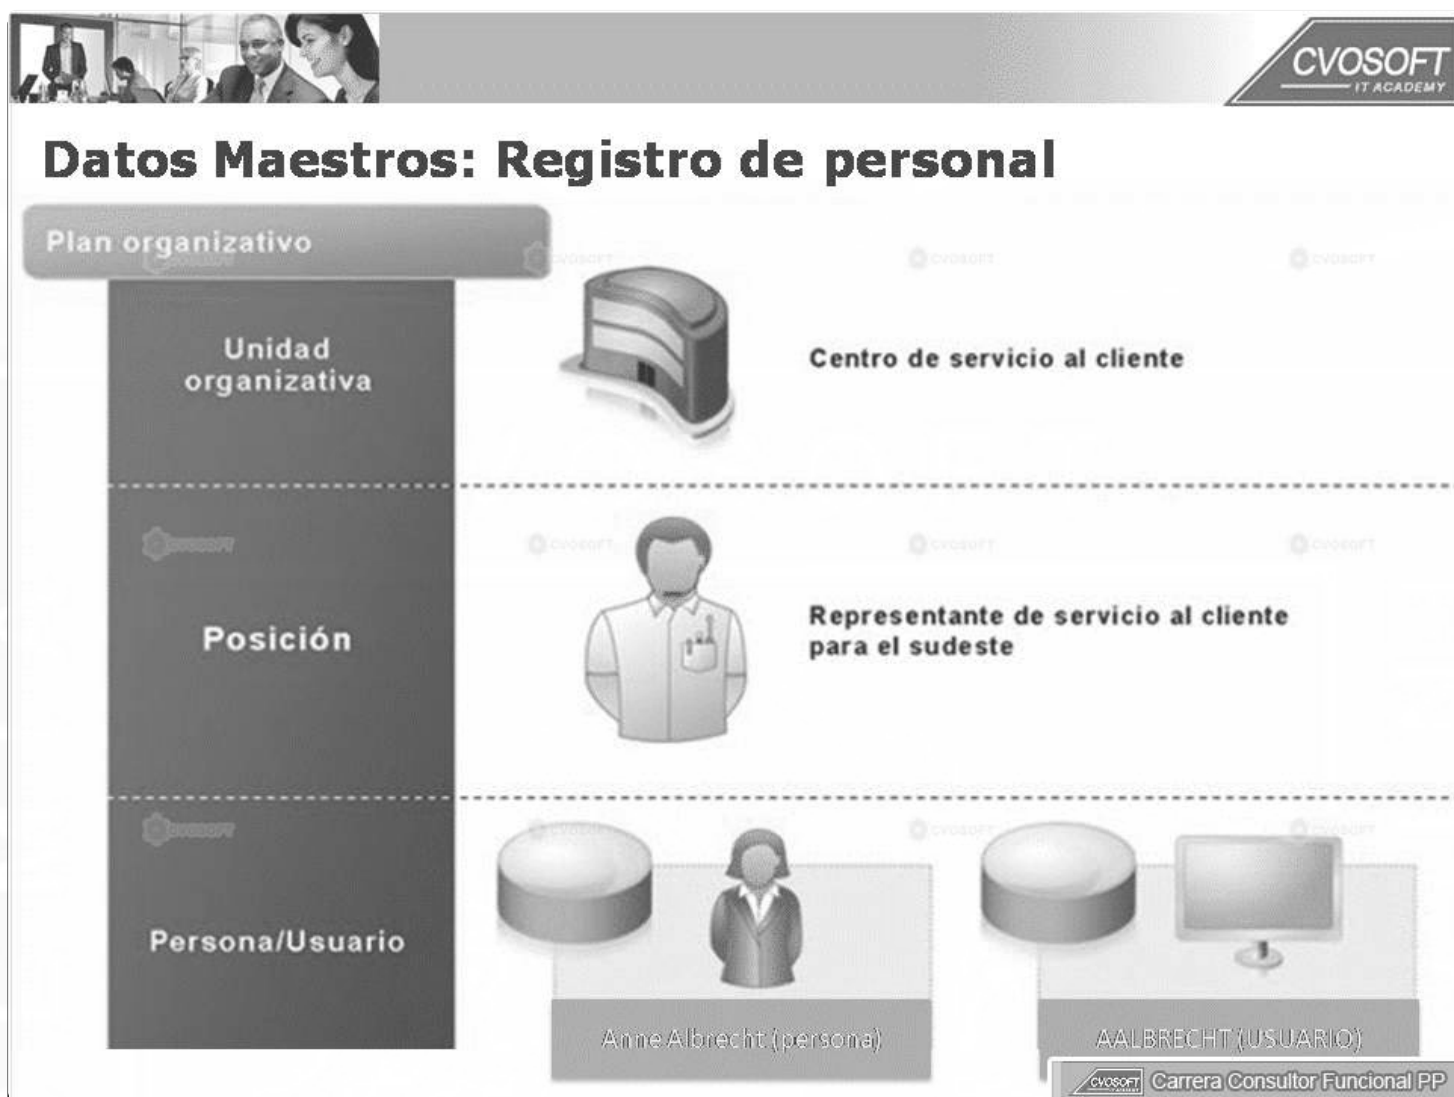 CVOSOFT
IT ACADEMY
Datos Maestros: Registro de personal
Plan organizativo
Unidad
organizativa
Centro de servicio al cliente
Posición
Representante de servicio al cliente
para el sudeste
Persona/Usuario
Anne Albrecht (persona)
AALBRECHT (USUARIO)
CVOSOFT
Carrera Consultor Funcional PP